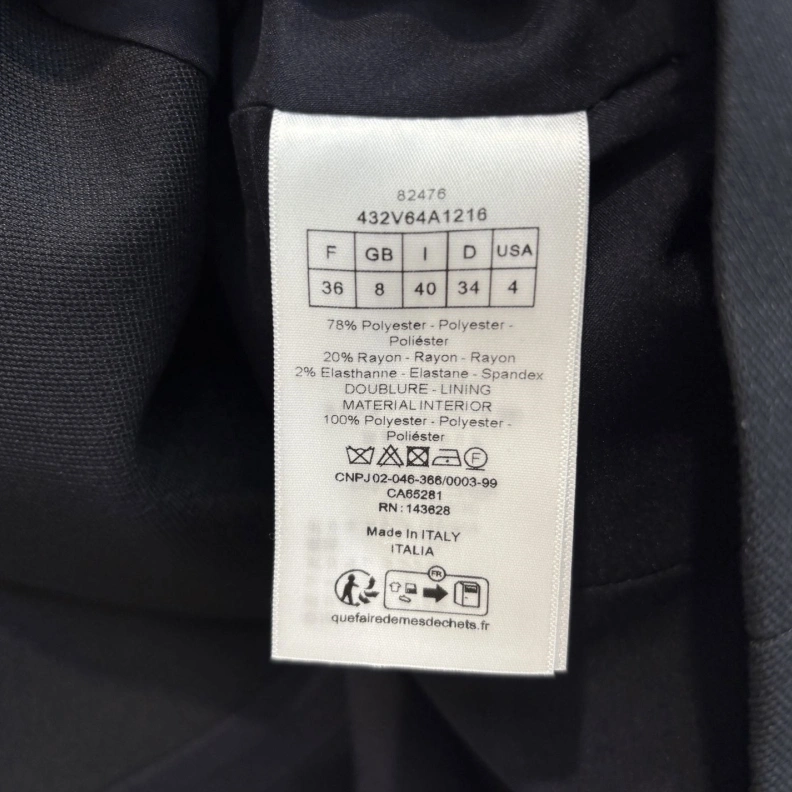 82476
432V64A1216
F GB I D USA
36 8 40 34 4
78% Polyester - Polyester -
Poliéster
20% Rayon - Rayon - Rayon
2% Elasthanne - Elastane - Spandex
DOUBLURE - LINING
MATERIAL INTERIOR
100% Polyester - Polyester -
Poliéster
F
CNPJ 02-046-366/0003-99
CA65281
RN : 143628
Made In ITALY
ITALIA
FR
quefairedemesdechets.fr